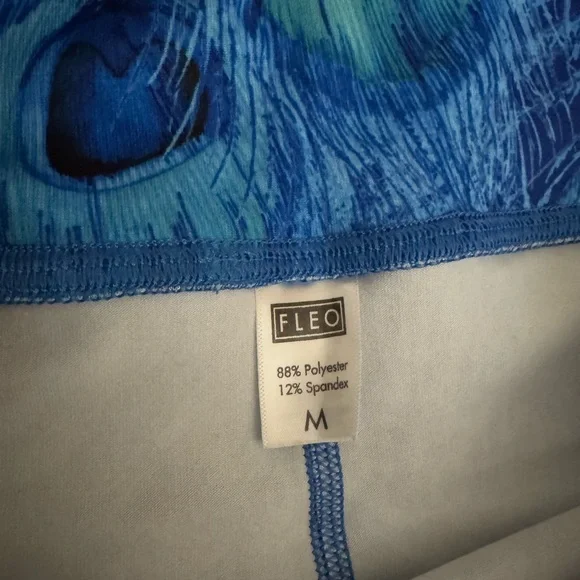 FLEO
88% Polyester
12% Spandex
M